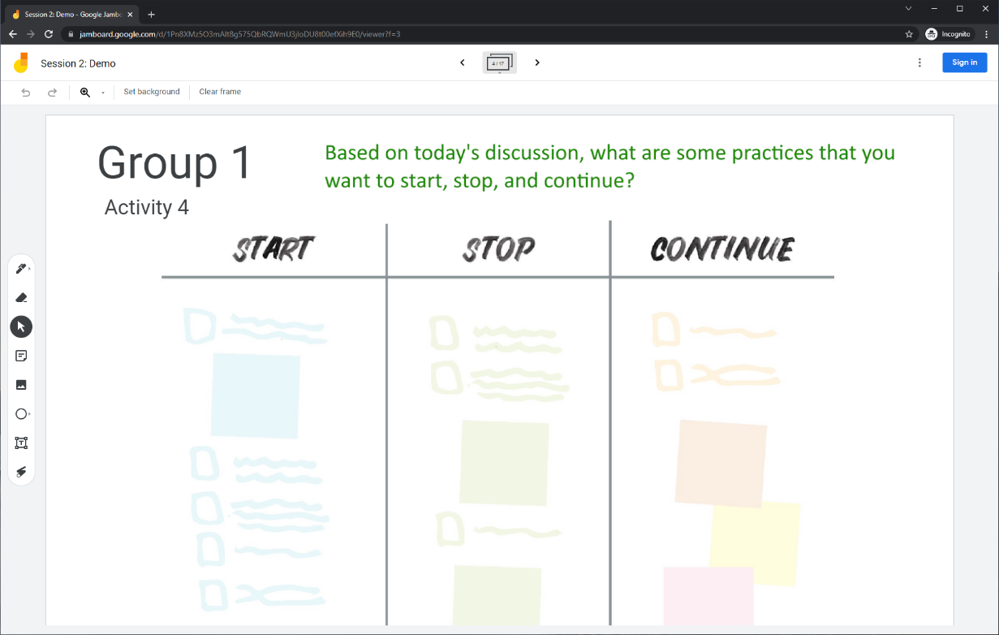 Session 2: Demo - Google Jamb
jamboard.google.com/d/1Pn8XMz5O3mAlt8g575QbRQWmU3jIoDU8t00efXih9E0/viewer?f=3
Incognito
Session 2: Demo
4 / 17
Sign in
Set background
Clear frame
Group 1
Based on today's discussion, what are some practices that you
want to start, stop, and continue?
Activity 4
START
STOP
CONTINUE